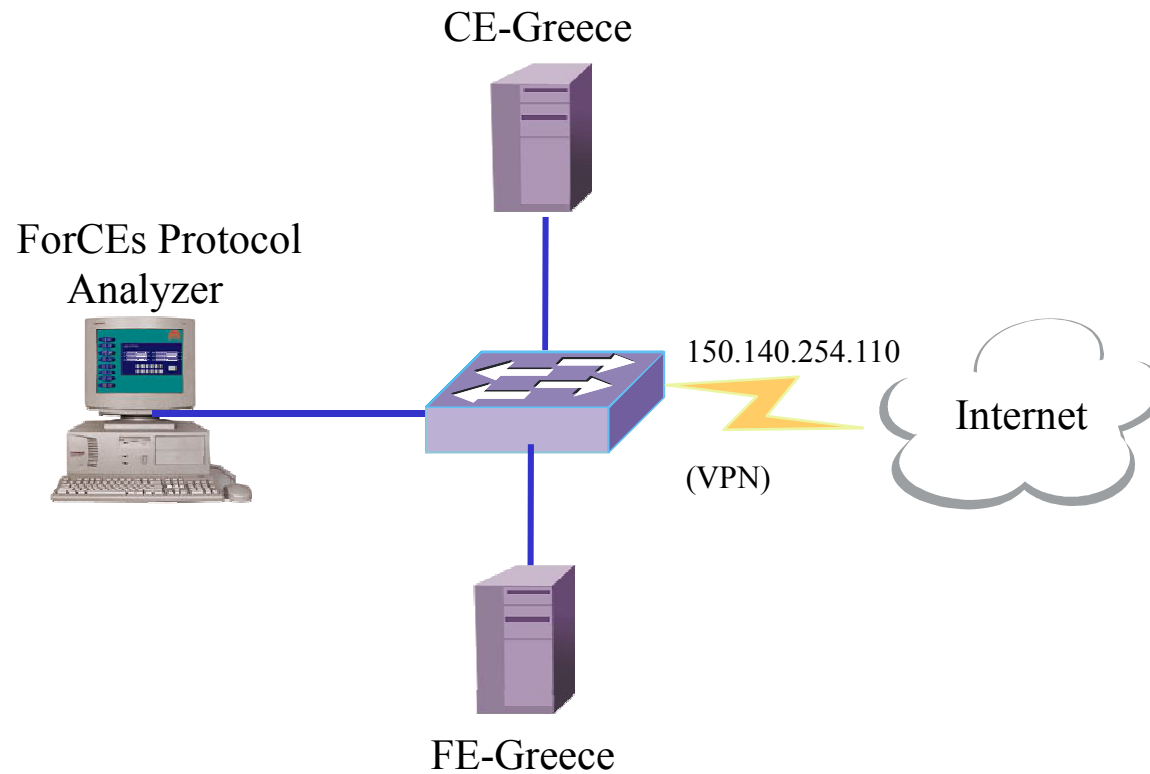 CE-Greece
ForCEs Protocol
Analyzer
150.140.254.110
Internet
(VPN)
FE-Greece